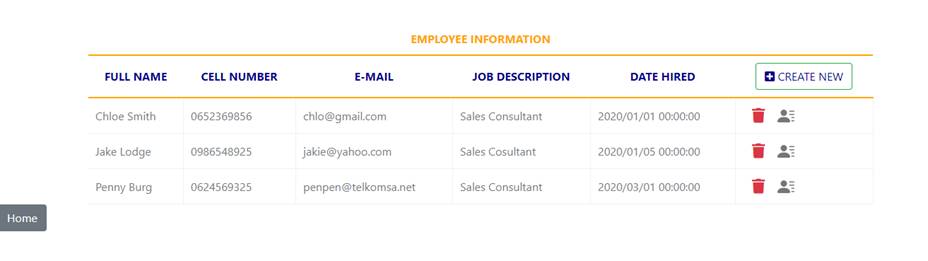 EMPLOYEE INFORMATION
FULL NAME CELL NUMBER E-MAIL JOB DESCRIPTION DATE HIRED CREATE NEW
Chloe Smith 0652369856 chlo@gmail.com Sales Consultant 2020/01/01 00:00:00
Jake Lodge 0986548925 jakie@yahoo.com Sales Cosultant 2020/01/05 00:00:00
Penny Burg 0624569325 penpen@telkomsa.net Sales Consultant 2020/03/01 00:00:00
Home